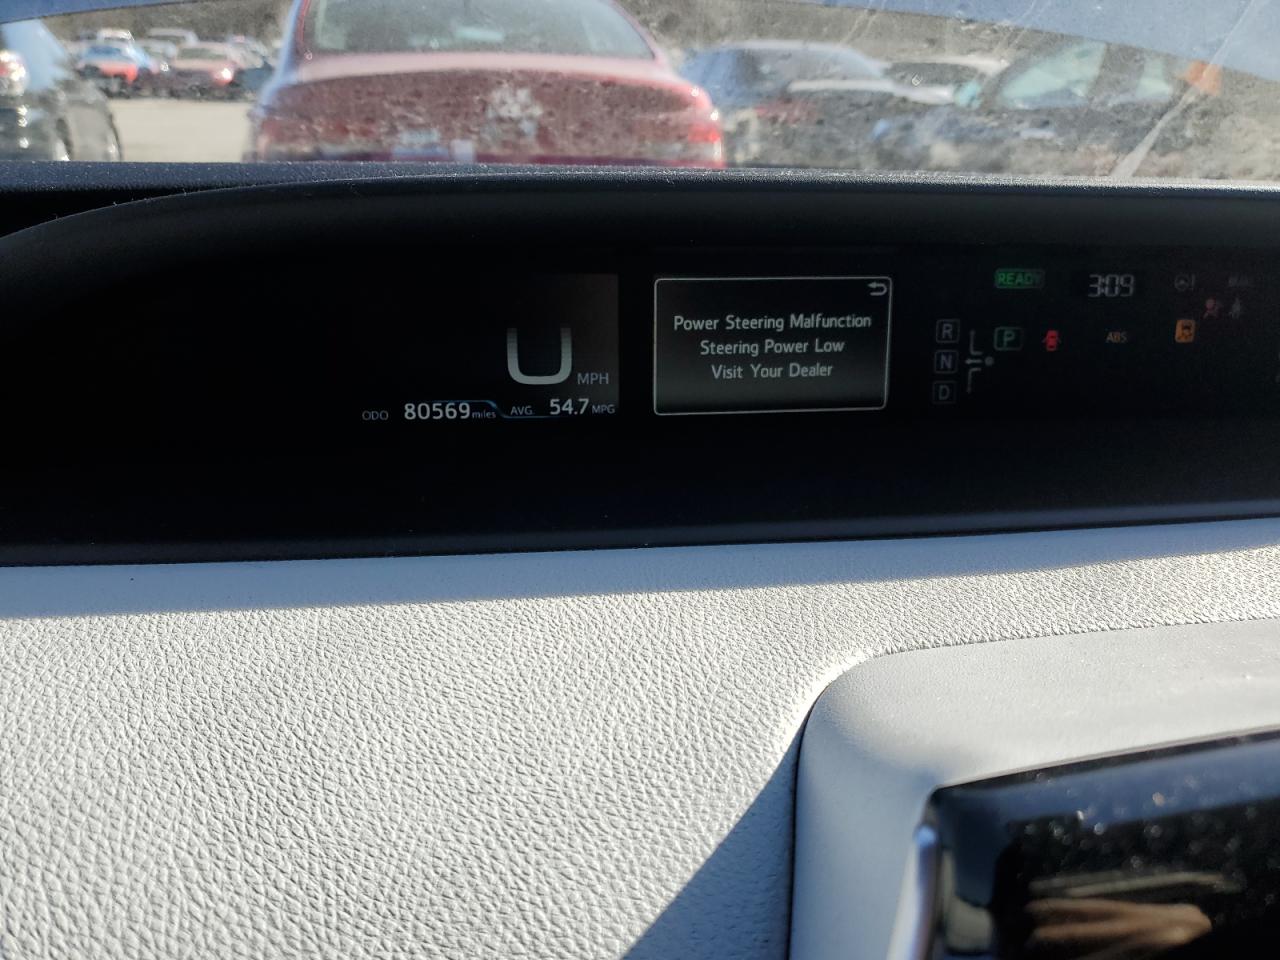 READY
3:09
Power Steering Malfunction
Steering Power Low
Visit Your Dealer
R
P
ABS
N
D
MPH
ODO 80569 miles AVG. 54.7 MPG